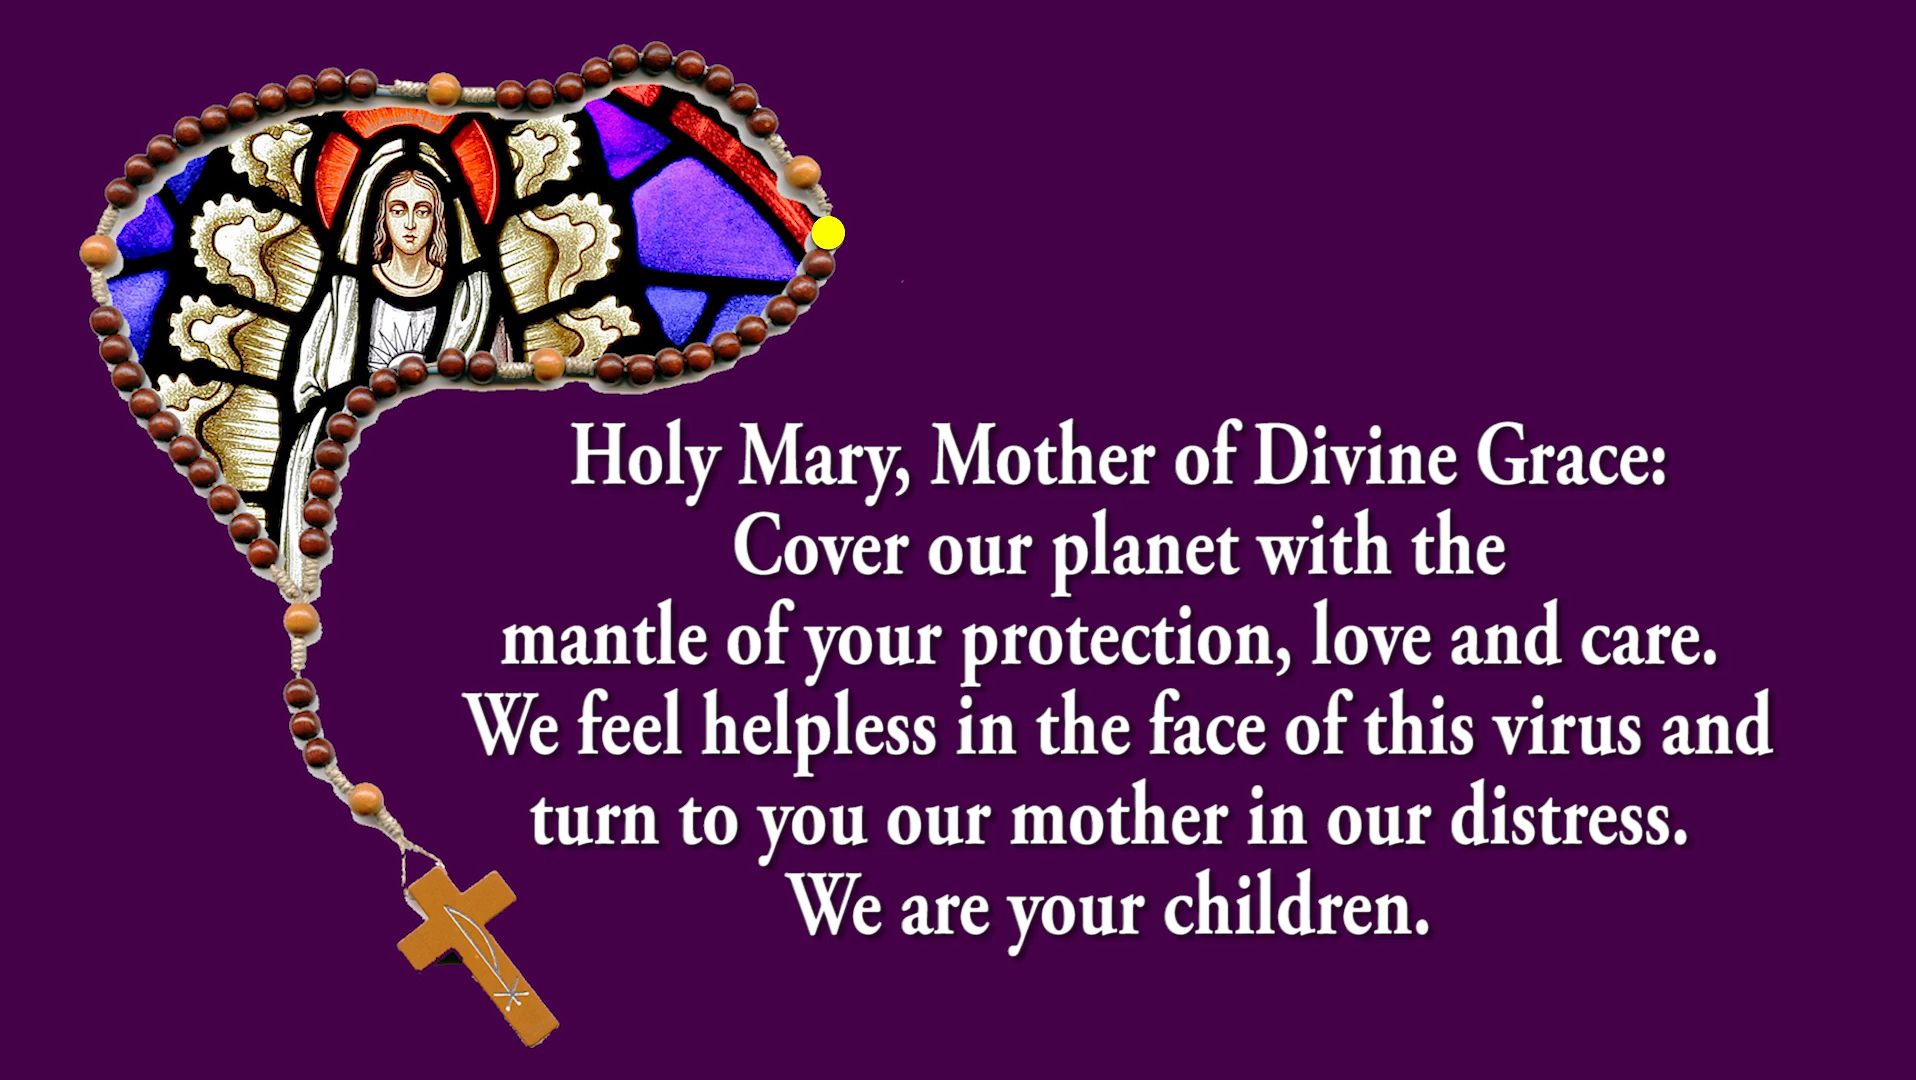 Holy Mary, Mother of Divine Grace:
Cover our planet with the
mantle of your protection, love and care.
We feel helpless in the face of this virus and
turn to you our mother in our distress.
We are your children.